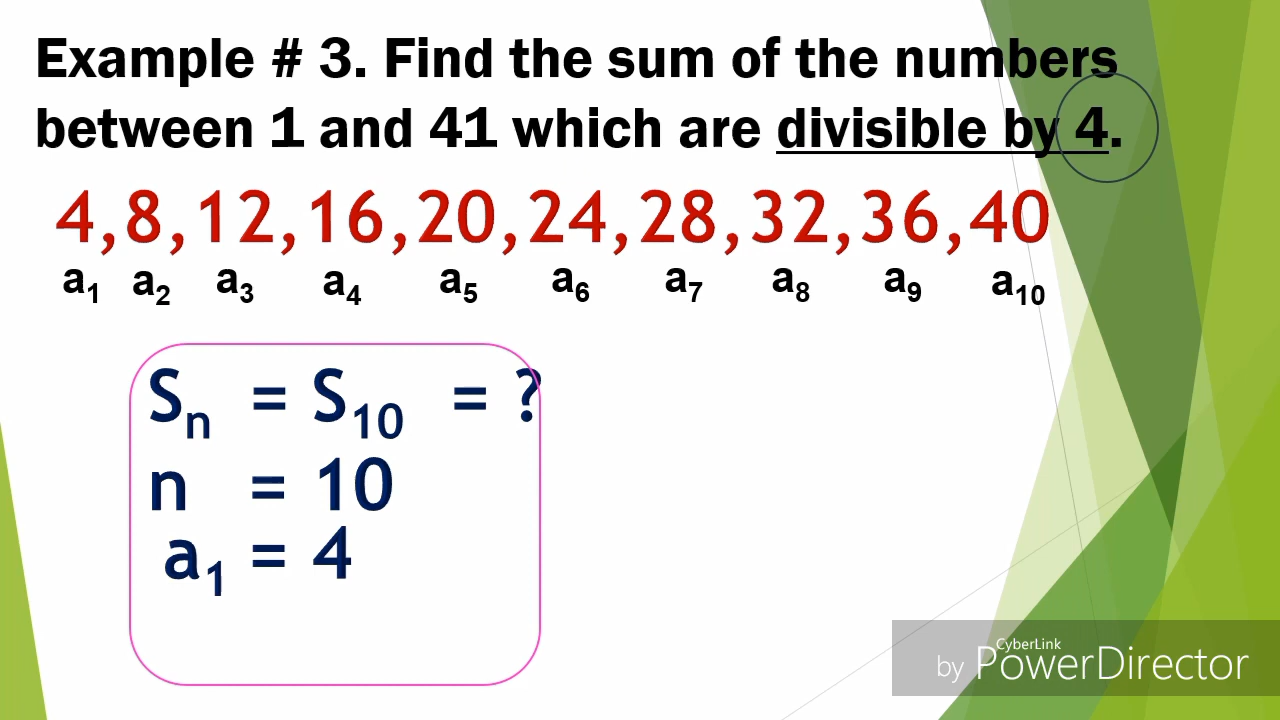 Example # 3. Find the sum of the numbers
between 1 and 41 which are divisible by 4.
4, 8, 12, 16, 20, 24, 28, 32, 36, 40
a₁ a₂ a₃ a₄ a₅ a₆ a₇ a₈ a₉ a₁₀
Sₙ = S₁₀ = ?
n = 10
a₁ = 4
CyberLink
by PowerDirector